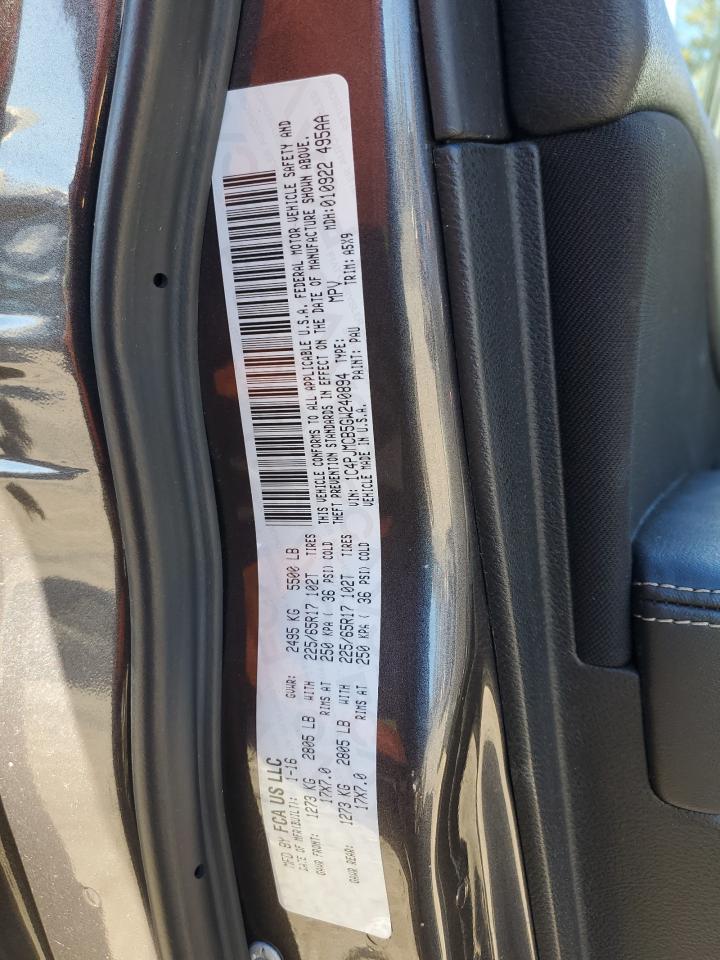 MFD BY FCA US LLC
DATE OF MFR(BUILT): 1-16 GVWR: 2495 KG 5500 LB
GAWR FRONT: 1273 KG 2805 LB WITH 225/65R17 102T TIRES
17X7.0 RIMS AT 250 KPA ( 36 PSI) COLD
GAWR REAR: 1273 KG 2805 LB WITH 225/65R17 102T TIRES
17X7.0 RIMS AT 250 KPA ( 36 PSI) COLD
THIS VEHICLE CONFORMS TO ALL APPLICABLE U.S.A. FEDERAL MOTOR VEHICLE SAFETY AND
THEFT PREVENTION STANDARDS IN EFFECT ON THE DATE OF MANUFACTURE SHOWN ABOVE.
VIN: 1C4PJMCB5GW240894 TYPE: MPV MDH:010922 495AA
VEHICLE MADE IN U.S.A. PAINT: PAU TRIM: A5X9